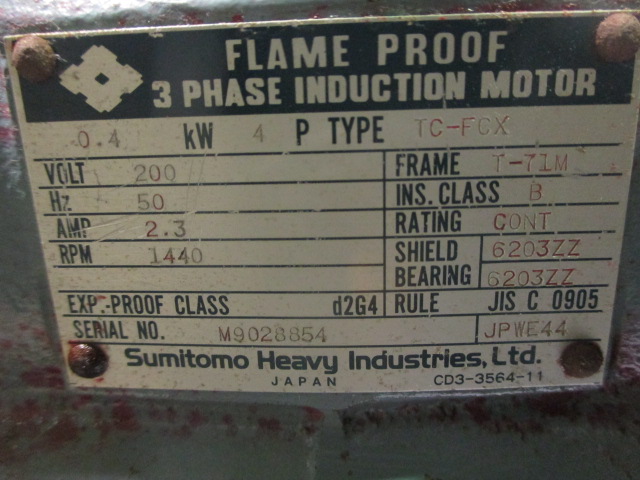 FLAME PROOF
3 PHASE INDUCTION MOTOR
0.4 kW 4 P TYPE TC-FCX
VOLT 200 FRAME T-71M
Hz 50 INS. CLASS B
AMP 2.3 RATING CONT
RPM 1440 SHIELD 6203ZZ
BEARING 6203ZZ
EXP.-PROOF CLASS d2G4 RULE JIS C 0905
SERIAL NO. M9028854 JPWE44
Sumitomo Heavy Industries, Ltd.
JAPAN CD3-3564-11